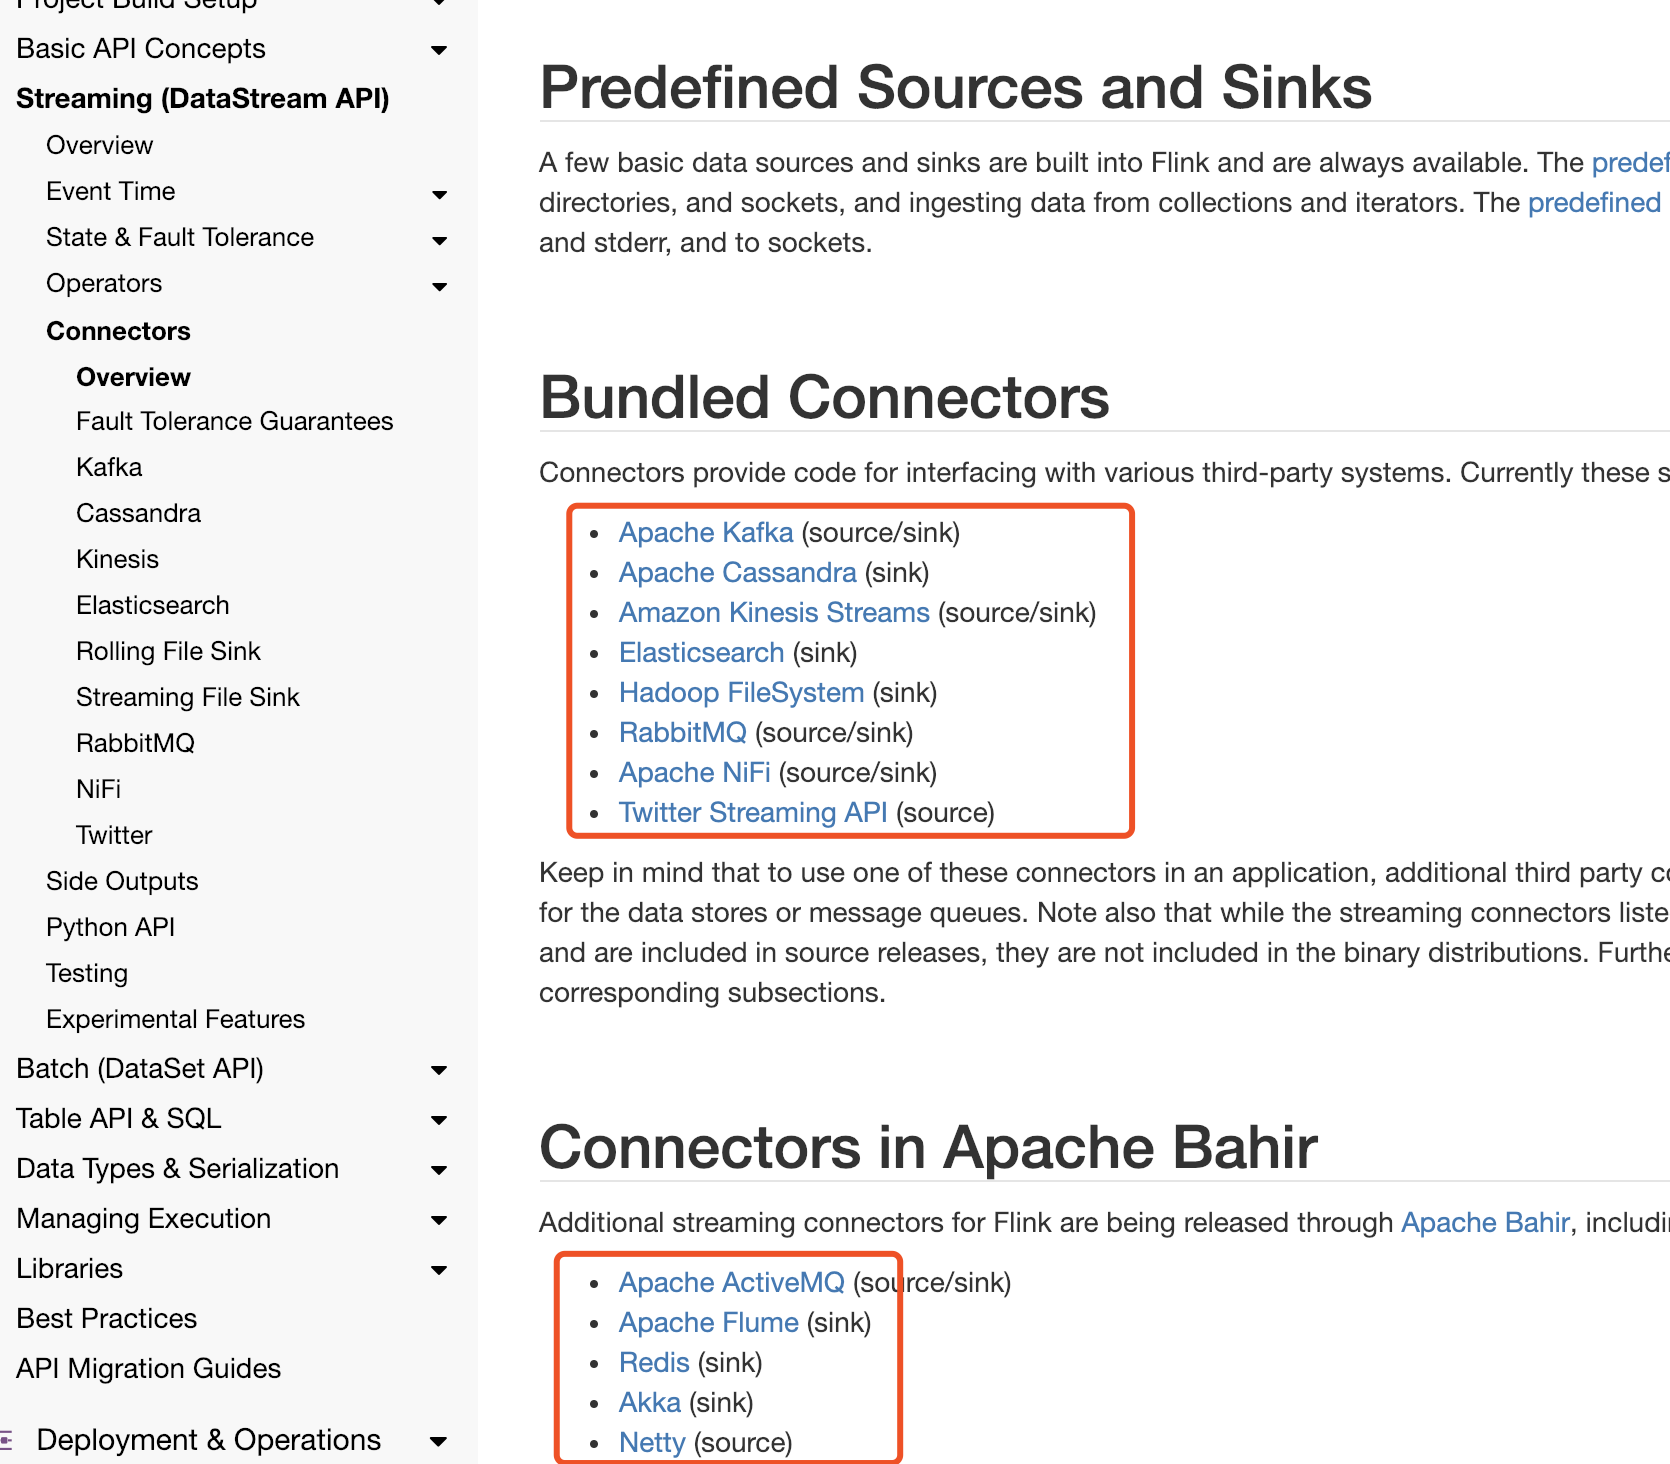 Project Build Setup
Basic API Concepts
Streaming (DataStream API)
Overview
Event Time
State & Fault Tolerance
Operators
Connectors
Overview
Fault Tolerance Guarantees
Kafka
Cassandra
Kinesis
Elasticsearch
Rolling File Sink
Streaming File Sink
RabbitMQ
NiFi
Twitter
Side Outputs
Python API
Testing
Experimental Features
Batch (DataSet API)
Table API & SQL
Data Types & Serialization
Managing Execution
Libraries
Best Practices
API Migration Guides
Deployment & Operations
Predefined Sources and Sinks
A few basic data sources and sinks are built into Flink and are always available. The predef
directories, and sockets, and ingesting data from collections and iterators. The predefined
and stderr, and to sockets.
Bundled Connectors
Connectors provide code for interfacing with various third-party systems. Currently these s
• Apache Kafka (source/sink)
• Apache Cassandra (sink)
• Amazon Kinesis Streams (source/sink)
• Elasticsearch (sink)
• Hadoop FileSystem (sink)
• RabbitMQ (source/sink)
• Apache NiFi (source/sink)
• Twitter Streaming API (source)
Keep in mind that to use one of these connectors in an application, additional third party co
for the data stores or message queues. Note also that while the streaming connectors liste
and are included in source releases, they are not included in the binary distributions. Furthe
corresponding subsections.
Connectors in Apache Bahir
Additional streaming connectors for Flink are being released through Apache Bahir, includi
• Apache ActiveMQ (source/sink)
• Apache Flume (sink)
• Redis (sink)
• Akka (sink)
• Netty (source)